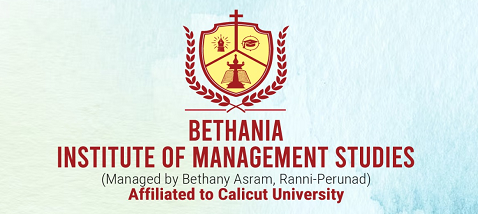 BETHANIA
INSTITUTE OF MANAGEMENT STUDIES
(Managed by Bethany Asram, Ranni-Perunad)
Affiliated to Calicut University